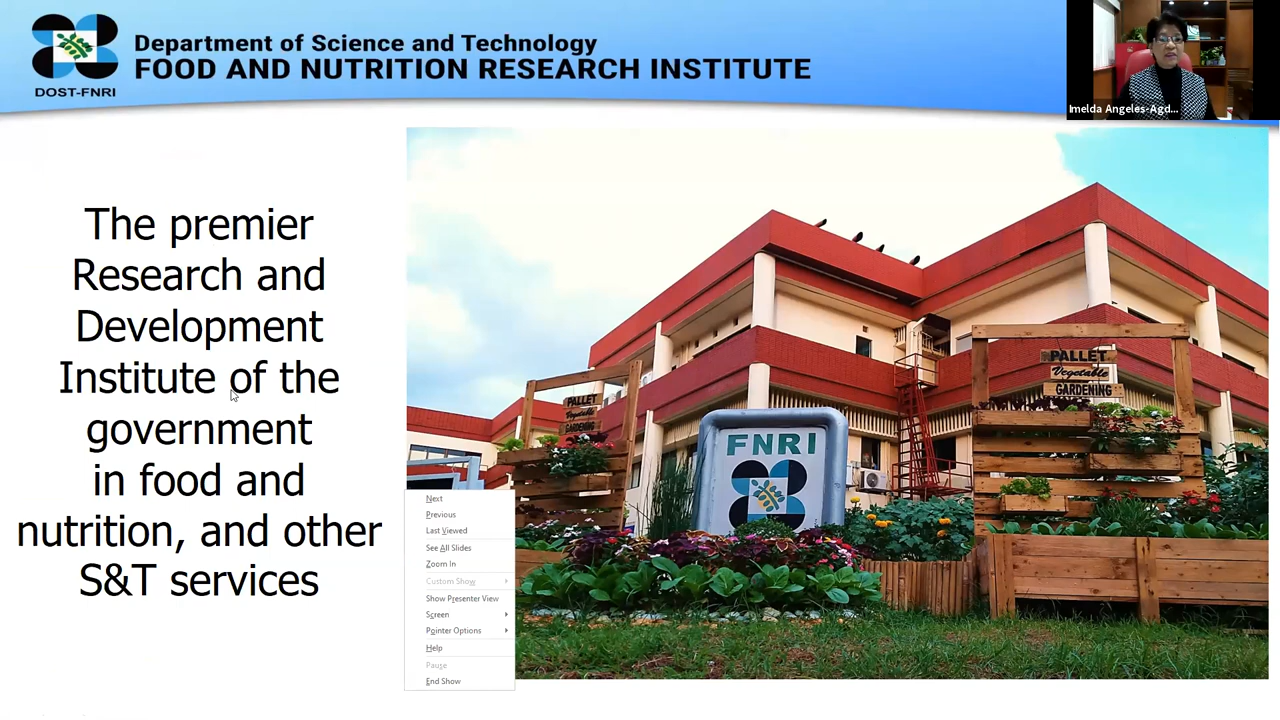 Department of Science and Technology
FOOD AND NUTRITION RESEARCH INSTITUTE
DOST-FNRI
Imelda Angeles-Agd...
The premier
Research and
Development
Institute of the
government
in food and
nutrition, and other
S&T services
PALLET
Vegetable
GARDENING
PALLET
Vegetable
GARDENING
FNRI
Next
Previous
Last Viewed
See All Slides
Zoom In
Custom Show
Show Presenter View
Screen
Pointer Options
Help
Pause
End Show